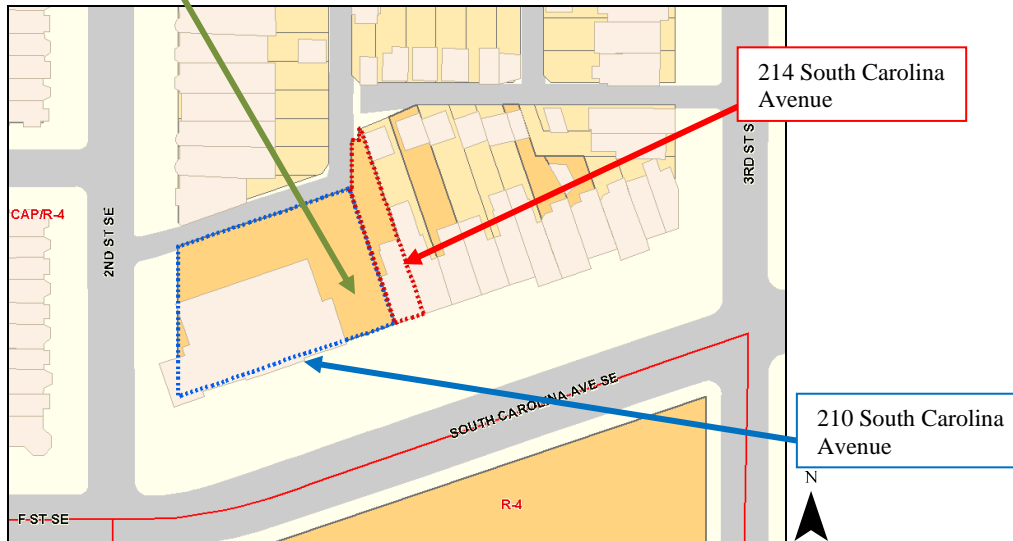 214 South Carolina
Avenue
3RD ST S
CAP/R-4
2ND ST SE
SOUTH CAROLINA AVE SE
210 South Carolina
Avenue
N
R-4
F ST SE